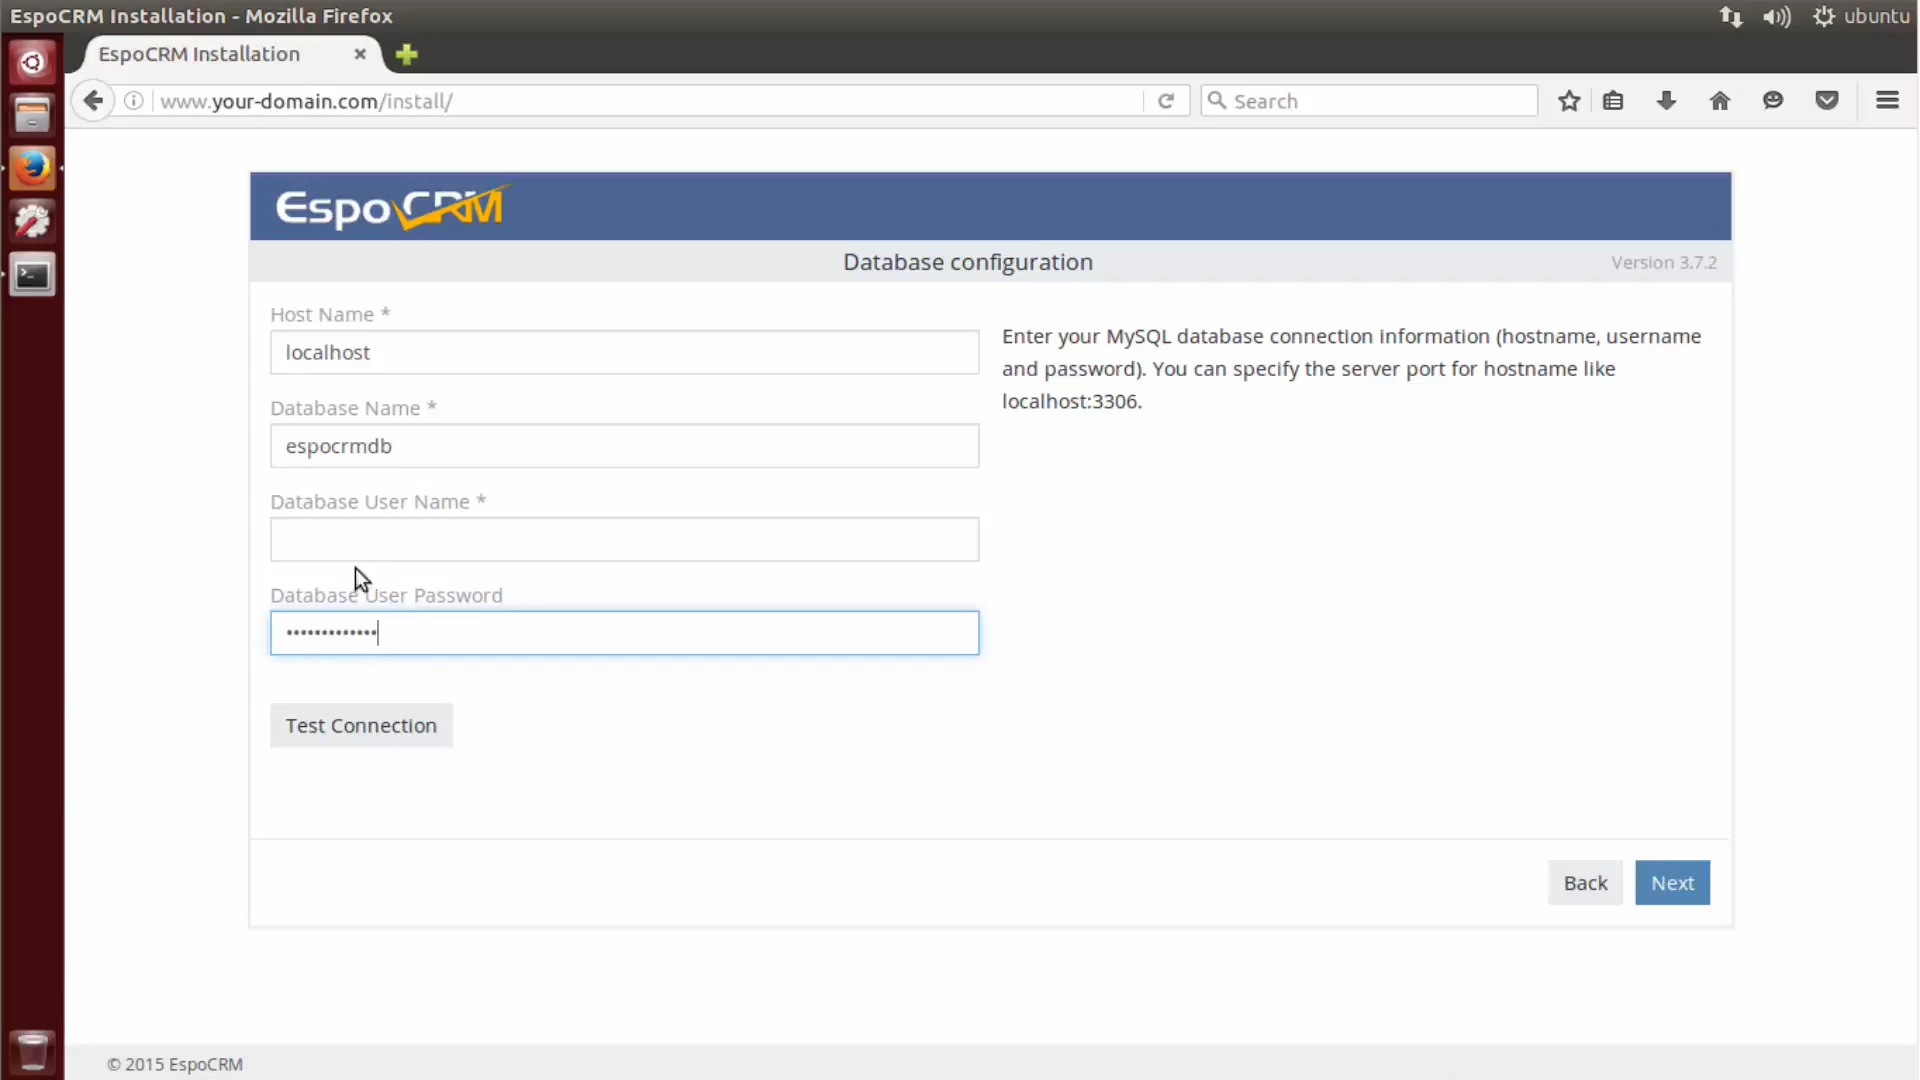 EspoCRM Installation - Mozilla Firefox
ubuntu
EspoCRM Installation
www.your-domain.com/install/
Search
EspoCRM
Database configuration
Version 3.7.2
Host Name *
localhost
Enter your MySQL database connection information (hostname, username
and password). You can specify the server port for hostname like
localhost:3306.
Database Name *
espocrmdb
Database User Name *
Database User Password
•••••••••••••
Test Connection
Back
Next
© 2015 EspoCRM